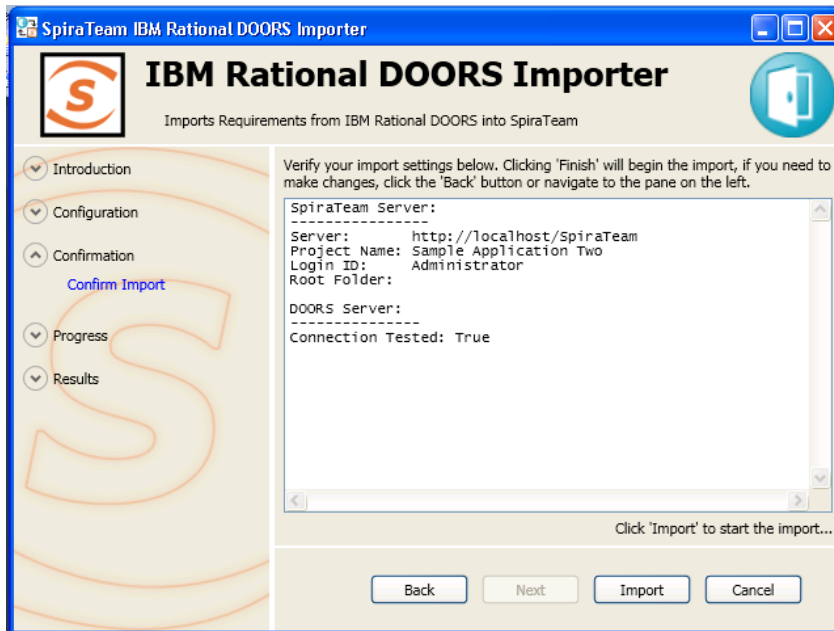 SpiraTeam IBM Rational DOORS Importer
IBM Rational DOORS Importer
Imports Requirements from IBM Rational DOORS into SpiraTeam
Introduction
Configuration
Confirmation
Confirm Import
Progress
Results
Verify your import settings below. Clicking 'Finish' will begin the import, if you need to
make changes, click the 'Back' button or navigate to the pane on the left.
SpiraTeam Server:
----------------
Server:       http://localhost/SpiraTeam
Project Name: Sample Application Two
Login ID:     Administrator
Root Folder:
DOORS Server:
---------------
Connection Tested: True
Click 'Import' to start the import...
Back
Next
Import
Cancel